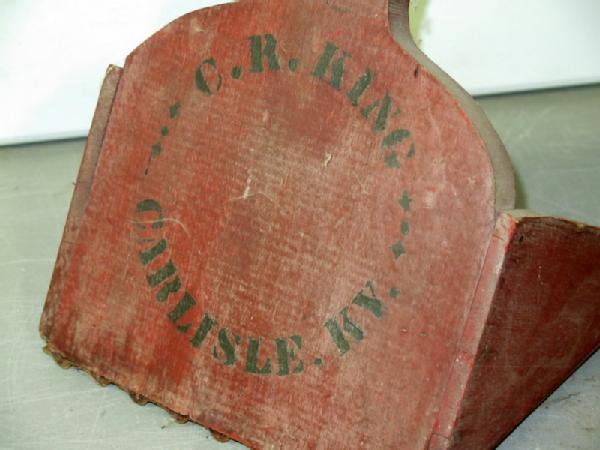 C. R. KING
CARLISLE. KY.